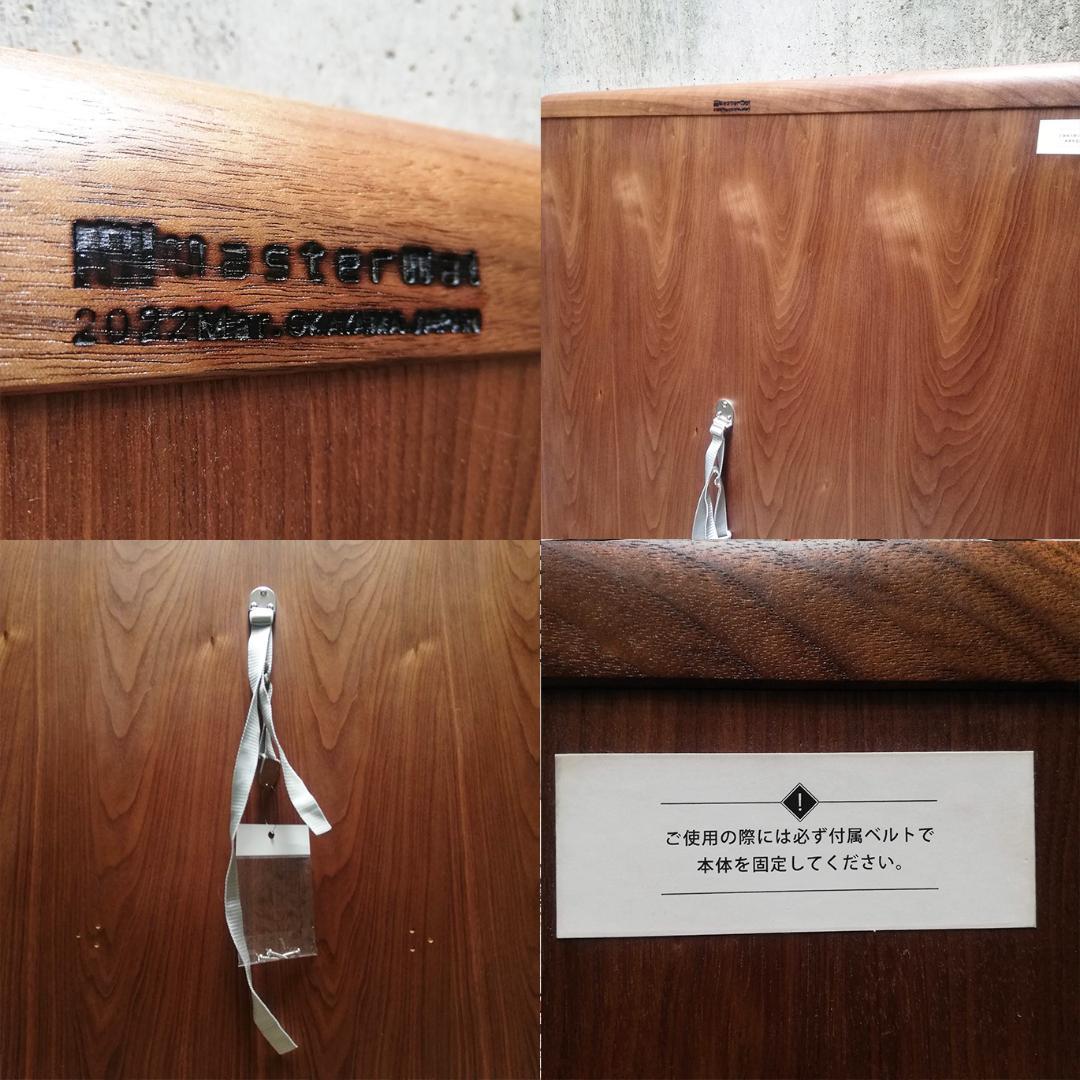 masterwal
2022Mar.OKAYAMA.JAPAN
!
ご使用の際には必ず付属ベルトで
本体を固定してください。